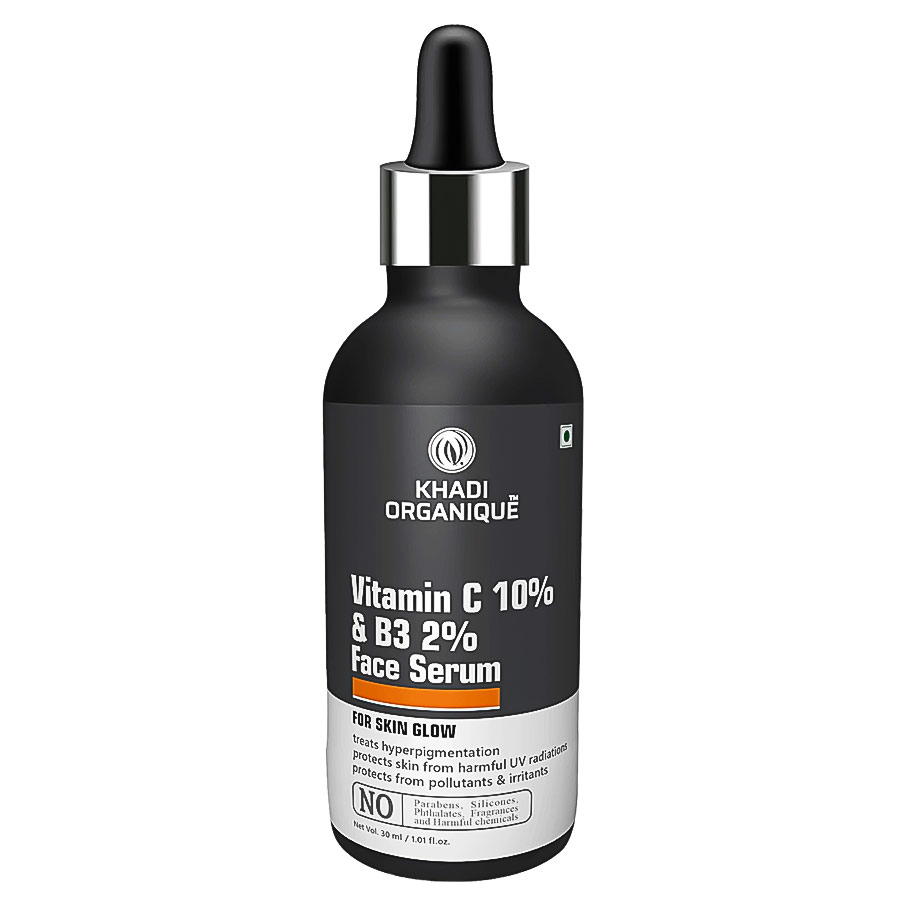 KHADI
ORGANIQUE™
Vitamin C 10%
& B3 2%
Face Serum
FOR SKIN GLOW
treats hyperpigmentation
protects skin from harmful UV radiations
protects from pollutants & irritants
NO
Parabens, Silicones,
Phthalates, Fragrances
and Harmful chemicals
Net Vol. 30 ml / 1.01 fl.oz.